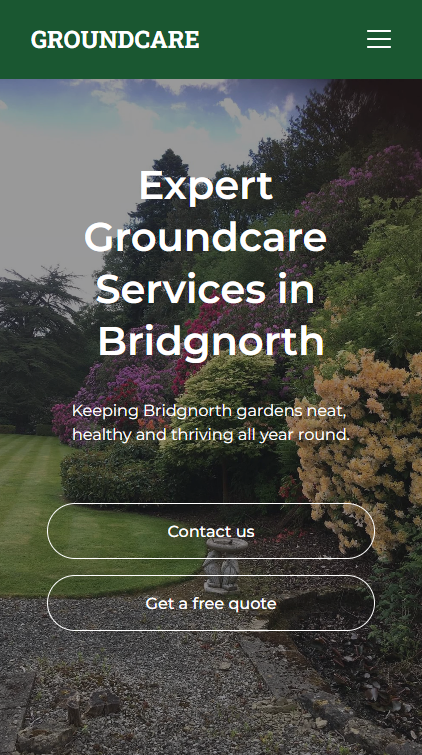 GROUNDCARE
Expert
Groundcare
Services in
Bridgnorth
Keeping Bridgnorth gardens neat,
healthy and thriving all year round.
Contact us
Get a free quote